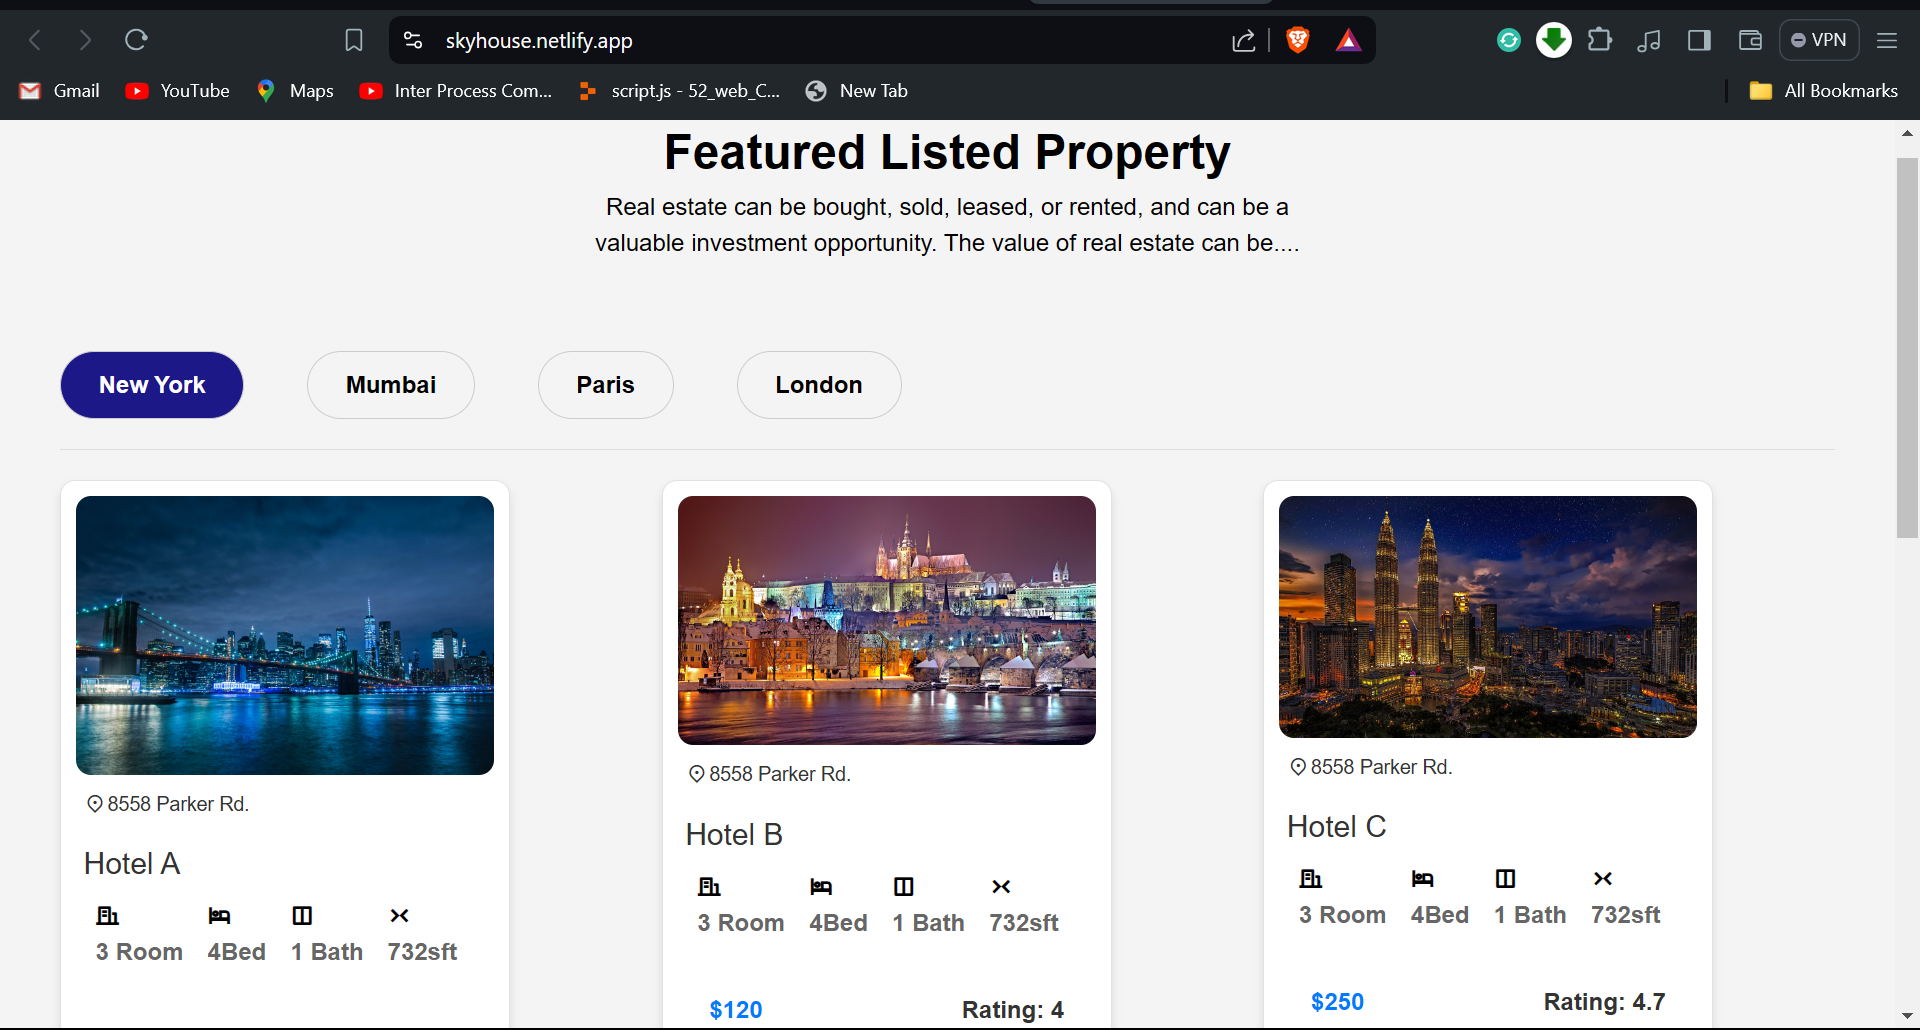 skyhouse.netlify.app
VPN
Gmail
YouTube
Maps
Inter Process Com...
script.js - 52_web_C...
New Tab
All Bookmarks
Featured Listed Property
Real estate can be bought, sold, leased, or rented, and can be a
valuable investment opportunity. The value of real estate can be....
New York
Mumbai
Paris
London
8558 Parker Rd.
Hotel A
3 Room 4Bed 1 Bath 732sft
8558 Parker Rd.
Hotel B
3 Room 4Bed 1 Bath 732sft
$120 Rating: 4
8558 Parker Rd.
Hotel C
3 Room 4Bed 1 Bath 732sft
$250 Rating: 4.7